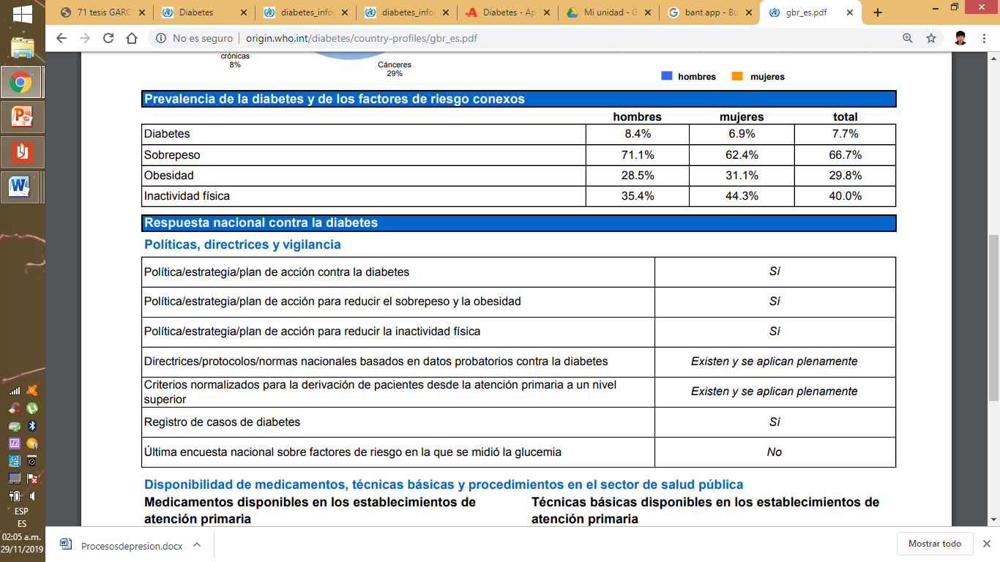 71 tesis GARC
Diabetes
diabetes_infog
diabetes_infog
Diabetes - Ap
Mi unidad - G
bant app - Bu
gbr_es.pdf
No es seguro
origin.who.int/diabetes/country-profiles/gbr_es.pdf
crónicas
8%
Cánceres
29%
hombres mujeres
Prevalencia de la diabetes y de los factores de riesgo conexos
hombres mujeres total
Diabetes 8.4% 6.9% 7.7%
Sobrepeso 71.1% 62.4% 66.7%
Obesidad 28.5% 31.1% 29.8%
Inactividad física 35.4% 44.3% 40.0%
Respuesta nacional contra la diabetes
Políticas, directrices y vigilancia
Política/estrategia/plan de acción contra la diabetes Sí
Política/estrategia/plan de acción para reducir el sobrepeso y la obesidad Sí
Política/estrategia/plan de acción para reducir la inactividad física Sí
Directrices/protocolos/normas nacionales basados en datos probatorios contra la diabetes Existen y se aplican plenamente
Criterios normalizados para la derivación de pacientes desde la atención primaria a un nivel
superior Existen y se aplican plenamente
Registro de casos de diabetes Sí
Última encuesta nacional sobre factores de riesgo en la que se midió la glucemia No
Disponibilidad de medicamentos, técnicas básicas y procedimientos en el sector de salud pública
Medicamentos disponibles en los establecimientos de
atención primaria
Técnicas básicas disponibles en los establecimientos de
atención primaria
ESP
ES
02:05 a.m.
29/11/2019
Procesosdepresion.docx
Mostrar todo